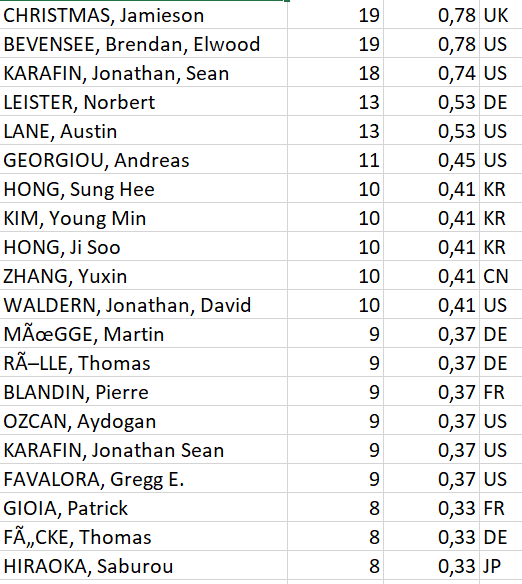 CHRISTMAS, Jamieson 19 0,78 UK
BEVENSEE, Brendan, Elwood 19 0,78 US
KARAFIN, Jonathan, Sean 18 0,74 US
LEISTER, Norbert 13 0,53 DE
LANE, Austin 13 0,53 US
GEORGIOU, Andreas 11 0,45 US
HONG, Sung Hee 10 0,41 KR
KIM, Young Min 10 0,41 KR
HONG, Ji Soo 10 0,41 KR
ZHANG, Yuxin 10 0,41 CN
WALDERN, Jonathan, David 10 0,41 US
MÃœGGE, Martin 9 0,37 DE
RÃ–LLE, Thomas 9 0,37 DE
BLANDIN, Pierre 9 0,37 FR
OZCAN, Aydogan 9 0,37 US
KARAFIN, Jonathan Sean 9 0,37 US
FAVALORA, Gregg E. 9 0,37 US
GIOIA, Patrick 8 0,33 FR
FÃ„CKE, Thomas 8 0,33 DE
HIRAOKA, Saburou 8 0,33 JP